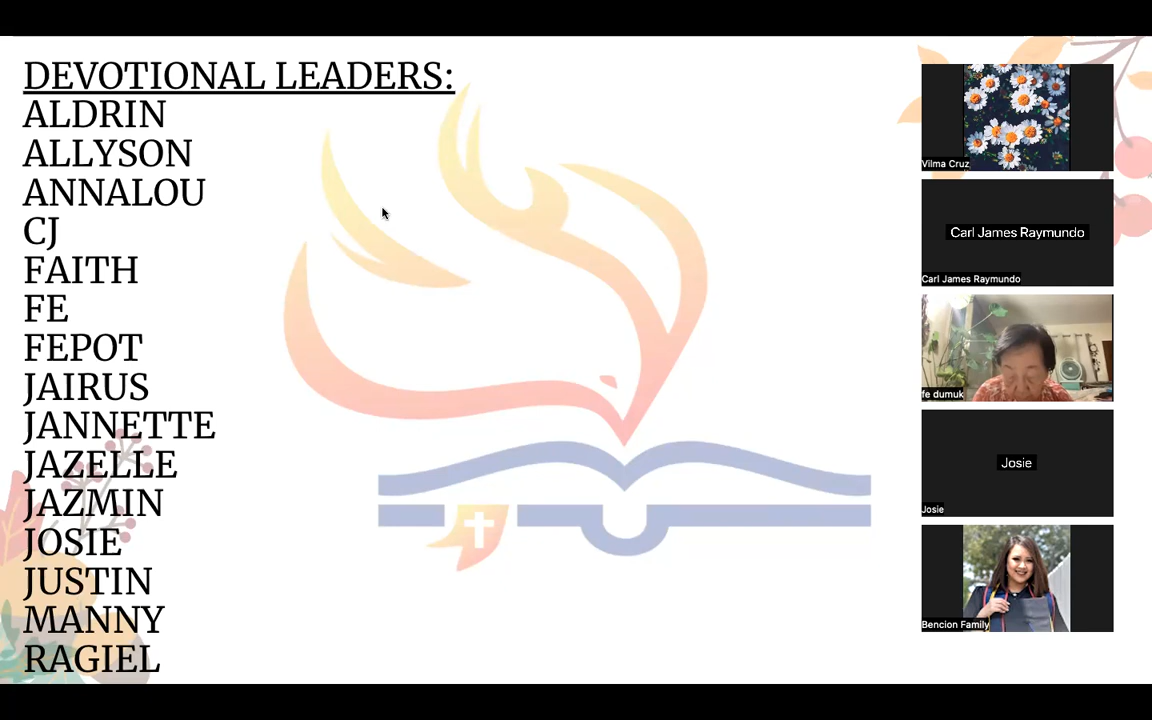 DEVOTIONAL LEADERS:
ALDRIN
ALLYSON
ANNALOU
CJ
FAITH
FE
FEPOT
JAIRUS
JANNETTE
JAZELLE
JAZMIN
JOSIE
JUSTIN
MANNY
RAGIEL
Vilma Cruz
Carl James Raymundo
Carl James Raymundo
fe dumuk
Josie
Josie
Bencion Family